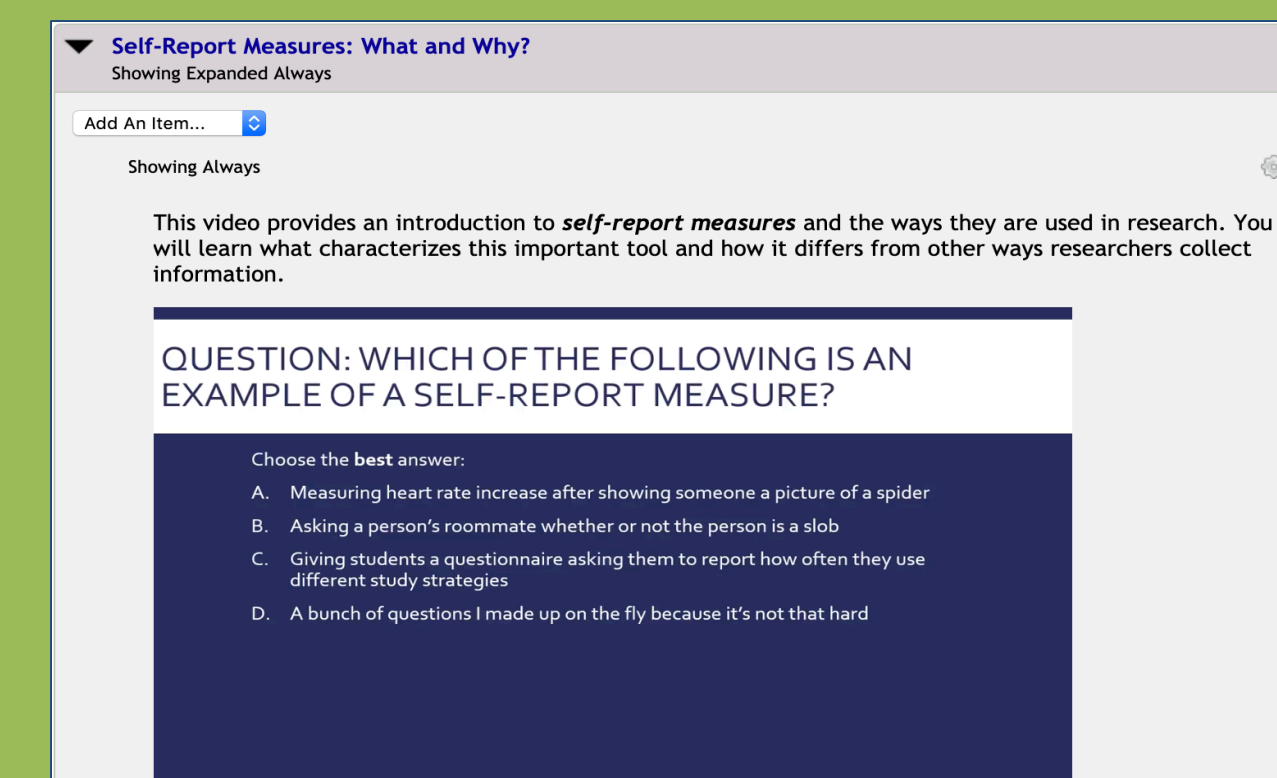 Self-Report Measures: What and Why?
Showing Expanded Always
Add An Item...
Showing Always
This video provides an introduction to self-report measures and the ways they are used in research. You
will learn what characterizes this important tool and how it differs from other ways researchers collect
information.
QUESTION: WHICH OF THE FOLLOWING IS AN
EXAMPLE OF A SELF-REPORT MEASURE?
Choose the best answer:
A. Measuring heart rate increase after showing someone a picture of a spider
B. Asking a person's roommate whether or not the person is a slob
C. Giving students a questionnaire asking them to report how often they use
different study strategies
D. A bunch of questions I made up on the fly because it's not that hard